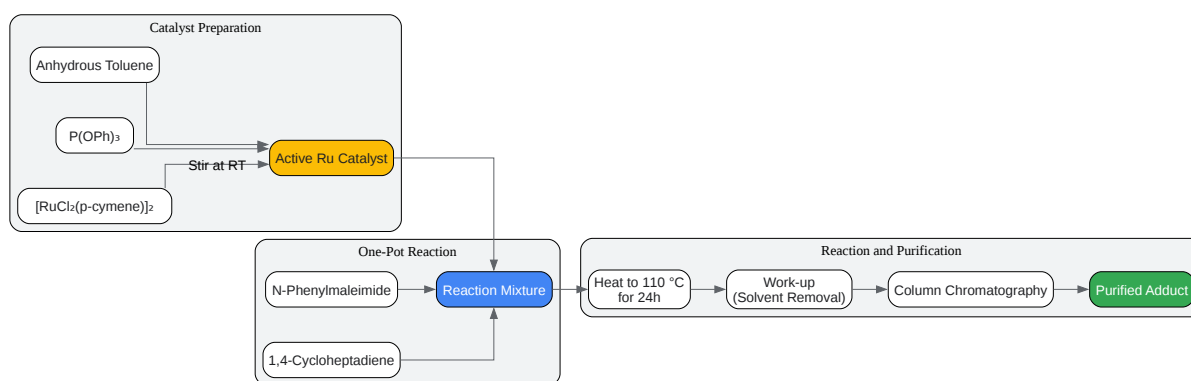 Catalyst Preparation
Anhydrous Toluene
P(OPh)₃
Stir at RT
Active Ru Catalyst
[RuCl₂(p-cymene)]₂
One-Pot Reaction
N-Phenylmaleimide
Reaction Mixture
1,4-Cycloheptadiene
Reaction and Purification
Heat to 110 °C
for 24h
Work-up
(Solvent Removal)
Column Chromatography
Purified Adduct